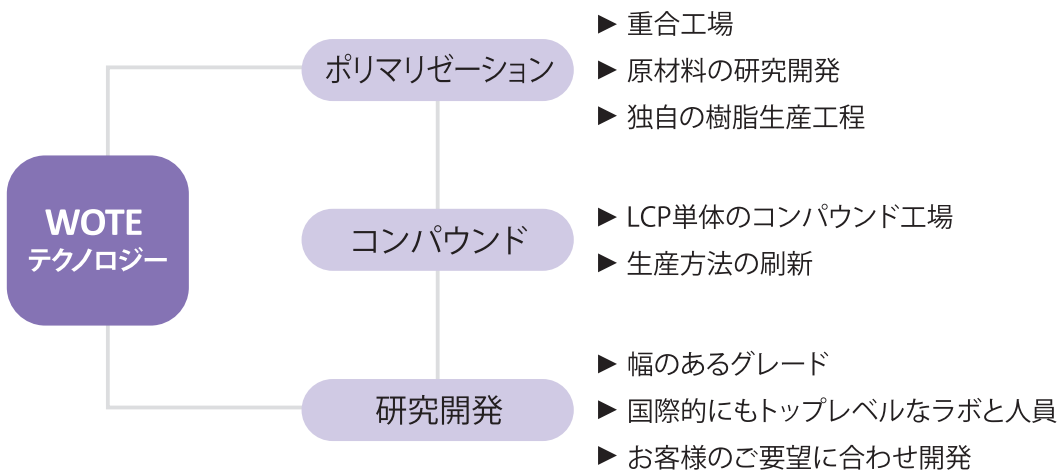 WOTE
テクノロジー
ポリマリゼーション
▶ 重合工場
▶ 原材料の研究開発
▶ 独自の樹脂生産工程
コンパウンド
▶ LCP単体のコンパウンド工場
▶ 生産方法の刷新
研究開発
▶ 幅のあるグレード
▶ 国際的にもトップレベルなラボと人員
▶ お客様のご要望に合わせ開発